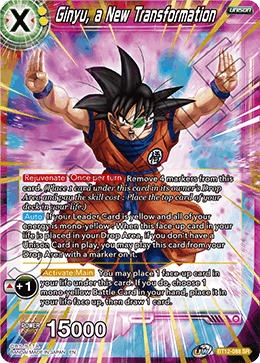 X
Ginyu, a New Transformation
UNISON
Rejuvenate Once per turn Remove 4 markers from this
card. (Place 1 card under this card in its owner's Drop
Area and pay the skill cost : Place the top card of your
deck in your life.)
Auto If your Leader Card is yellow and all of your
energy is mono-yellow : When this face-up card in your
life is placed in your Drop Area, if you don't have a
Unison Card in play, you may play this card from your
Drop Area with a marker on it.
+1
Activate:Main You may place 1 face-up card in
your life under this card. If you do, choose 1
mono-yellow Battle Card in your hand, place it in
your life face up, then draw 1 card.
POWER
15000
BANDAI MADE IN JAPAN EN
BT12-088 SR